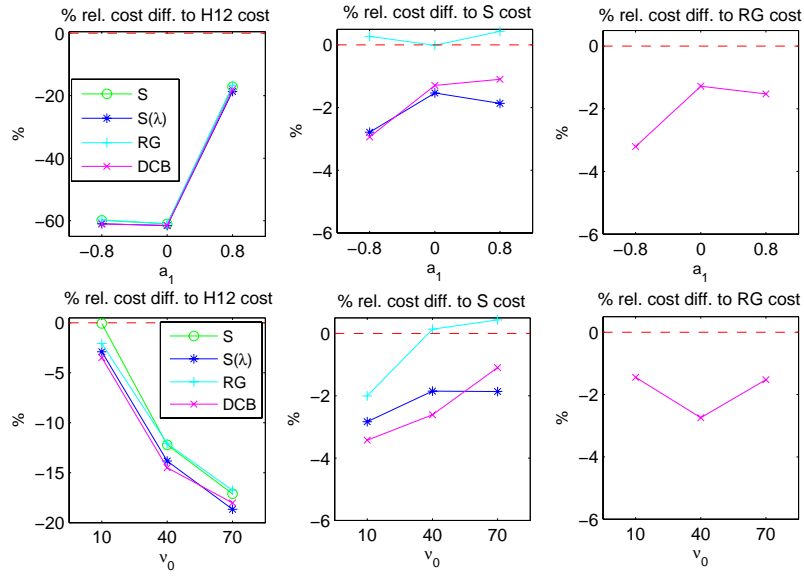 % rel. cost diff. to H12 cost
0
−20
−40
−60
%
S
S(λ)
RG
DCB
−0.8
0
0.8
a1
% rel. cost diff. to S cost
0
−2
−4
−6
%
−0.8
0
0.8
a1
% rel. cost diff. to RG cost
0
−2
−4
−6
%
−0.8
0
0.8
a1
% rel. cost diff. to H12 cost
0
−5
−10
−15
−20
%
S
S(λ)
RG
DCB
10
40
70
ν0
% rel. cost diff. to S cost
0
−2
−4
−6
%
10
40
70
ν0
% rel. cost diff. to RG cost
0
−2
−4
−6
%
10
40
70
ν0